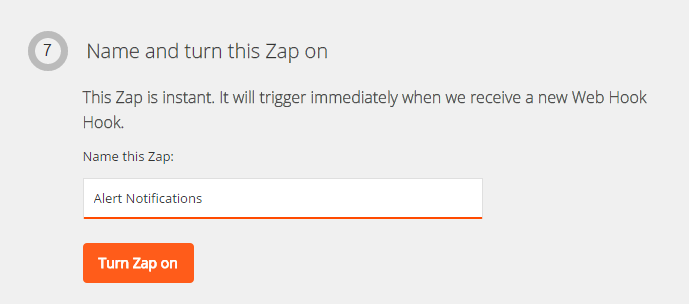 7 Name and turn this Zap on
This Zap is instant. It will trigger immediately when we receive a new Web Hook
Hook.
Name this Zap:
Alert Notifications
Turn Zap on